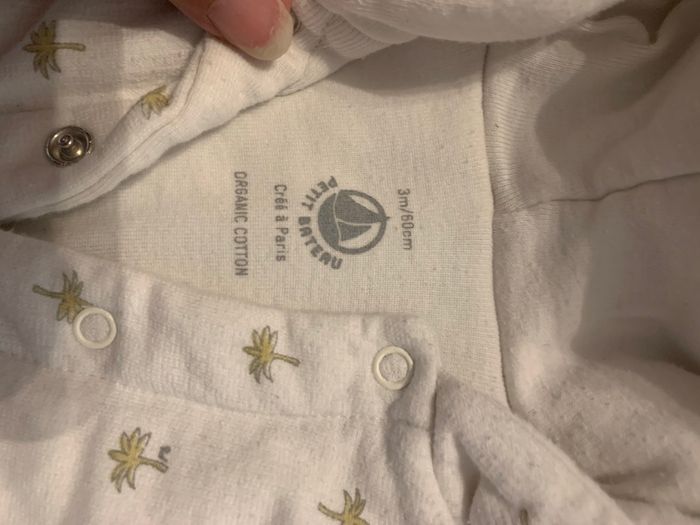 3m/60cm
PETIT BATEAU
Créé à Paris
ORGANIC COTTON